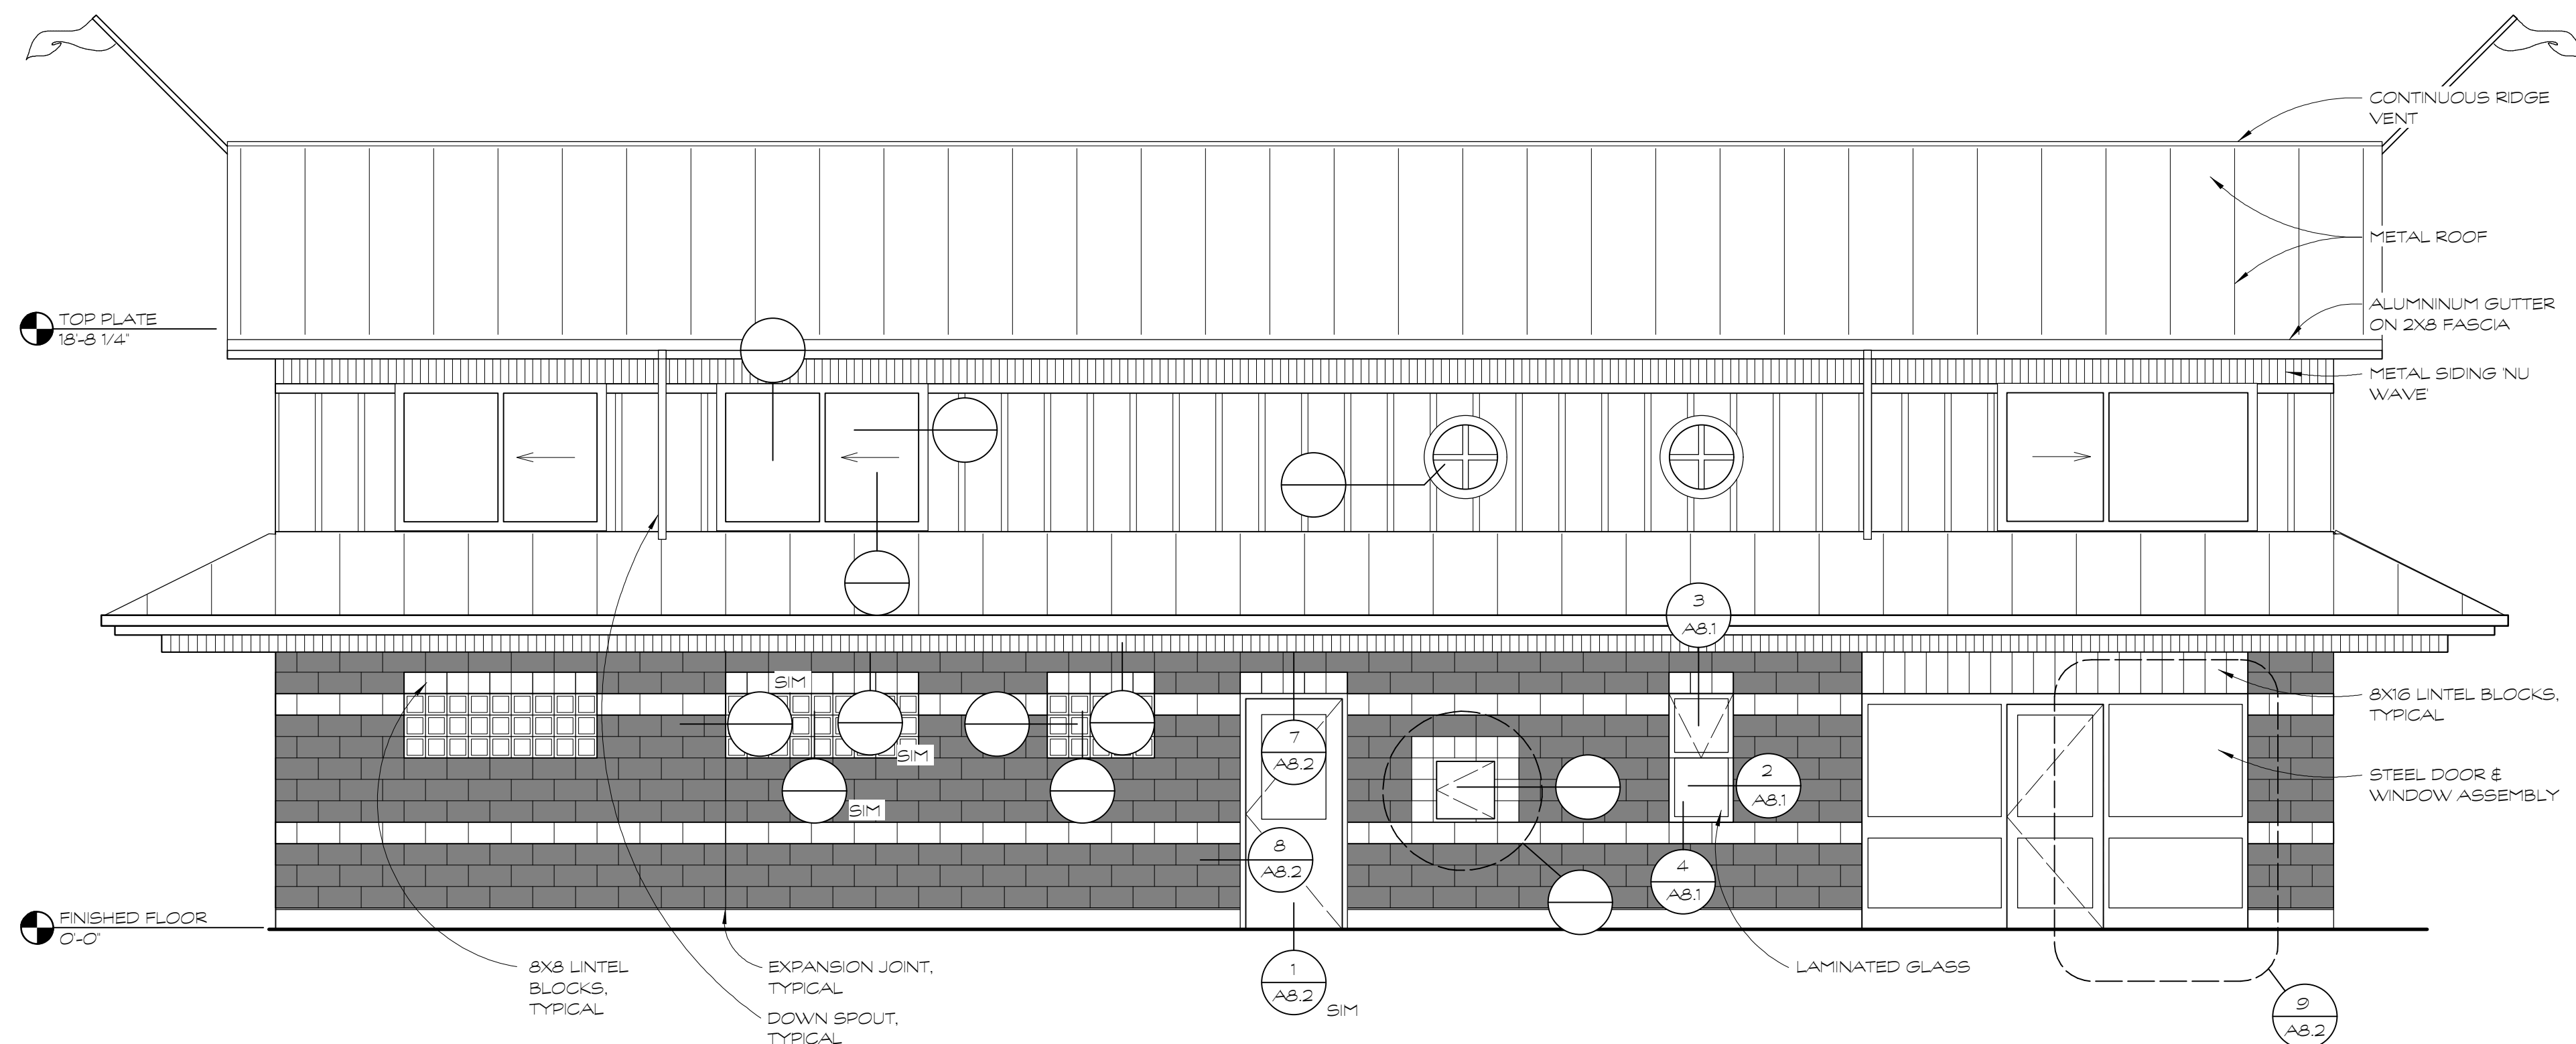 CONTINUOUS RIDGE
VENT
METAL ROOF
ALUMNINUM GUTTER
ON 2X8 FASCIA
TOP PLATE
18'-8 1/4"
METAL SIDING 'NU
WAVE'
3
A8.1
SIM
8X16 LINTEL BLOCKS,
TYPICAL
7
A8.2
SIM
2
A8.1
STEEL DOOR &
WINDOW ASSEMBLY
SIM
8
A8.2
4
A8.1
FINISHED FLOOR
0'-0"
8X8 LINTEL
BLOCKS,
TYPICAL
EXPANSION JOINT,
TYPICAL
LAMINATED GLASS
1
A8.2
SIM
DOWN SPOUT,
TYPICAL
9
A8.2